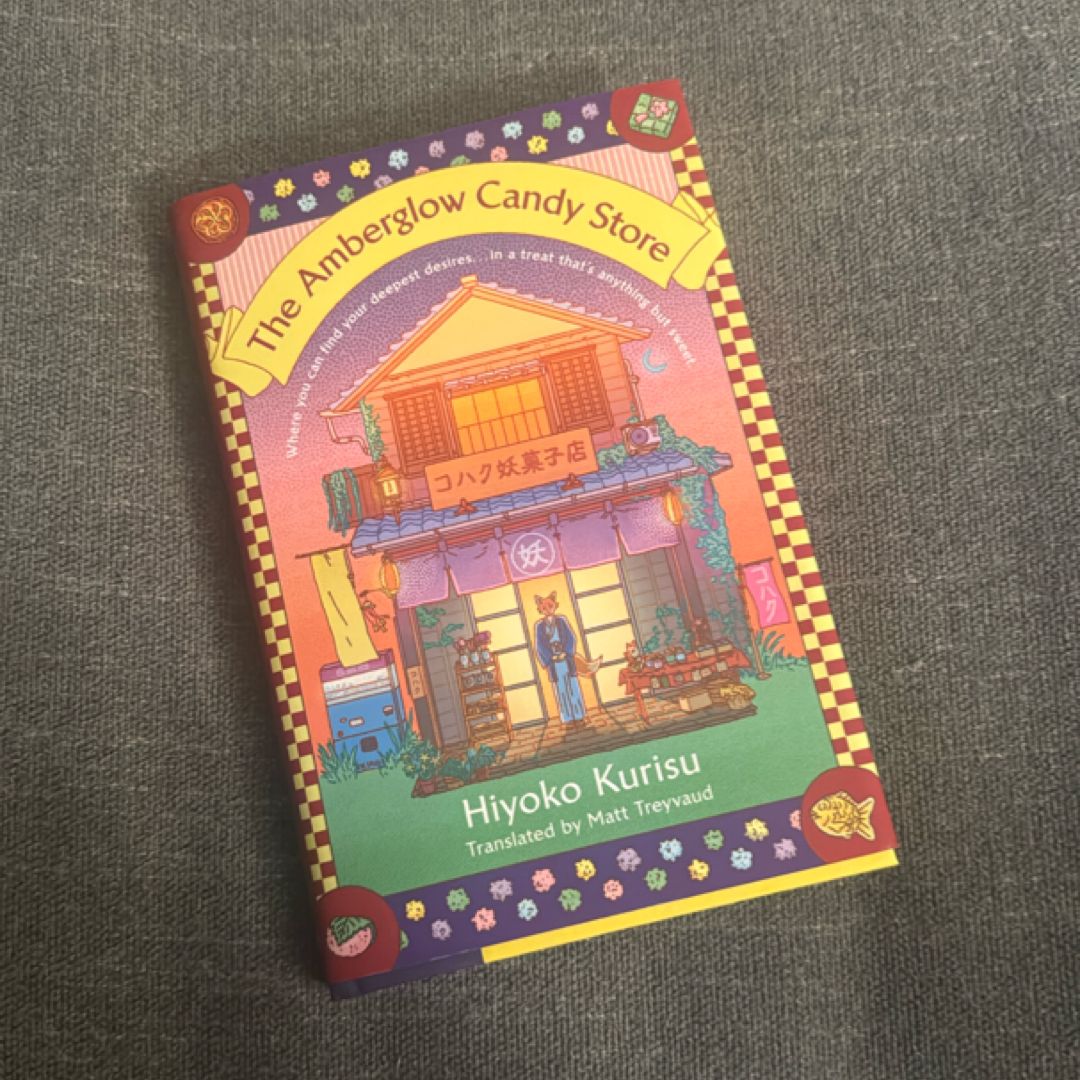 The Amberglow Candy Store
Where you can find your deepest desires...in a treat that's anything but sweet
コハク妖菓子店
妖
コハク
Hiyoko Kurisu
Translated by Matt Treyvaud